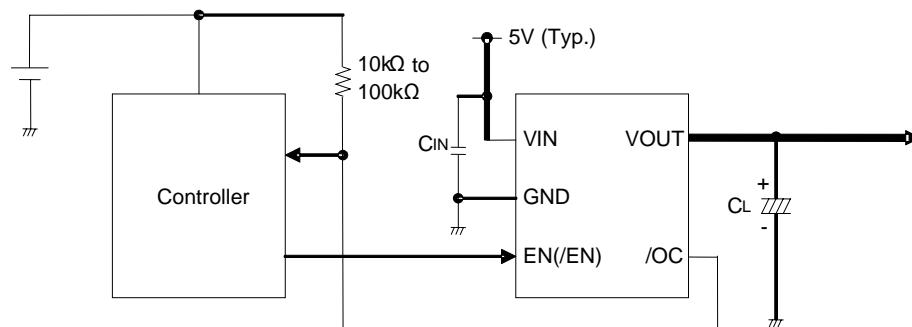 5V (Typ.)
10kΩ to
100kΩ
CIN
VIN
VOUT
Controller
GND
+
CL
-
EN(/EN)
/OC